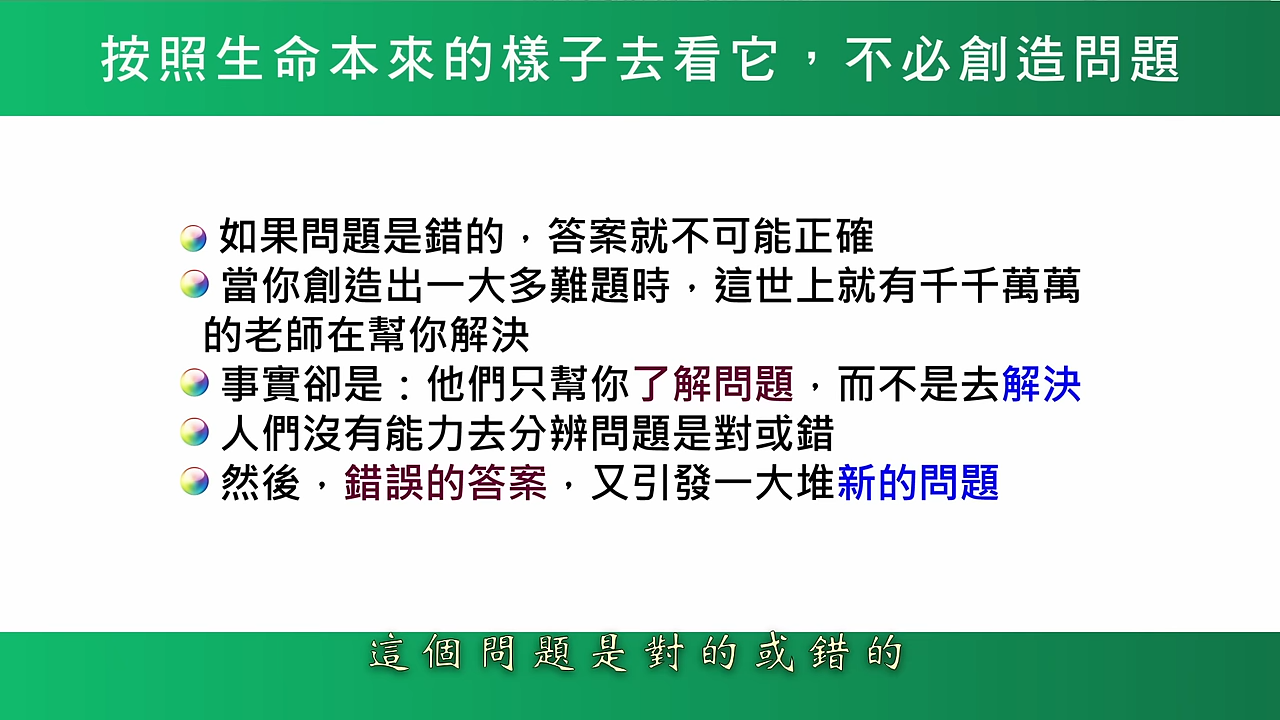 按照生命本來的樣子去看它，不必創造問題
如果問題是錯的，答案就不可能正確
當你創造出一大多難題時，這世上就有千千萬萬
的老師在幫你解決
事實卻是：他們只幫你了解問題，而不是去解決
人們沒有能力去分辨問題是對或錯
然後，錯誤的答案，又引發一大堆新的問題
這個問題是對的或錯的